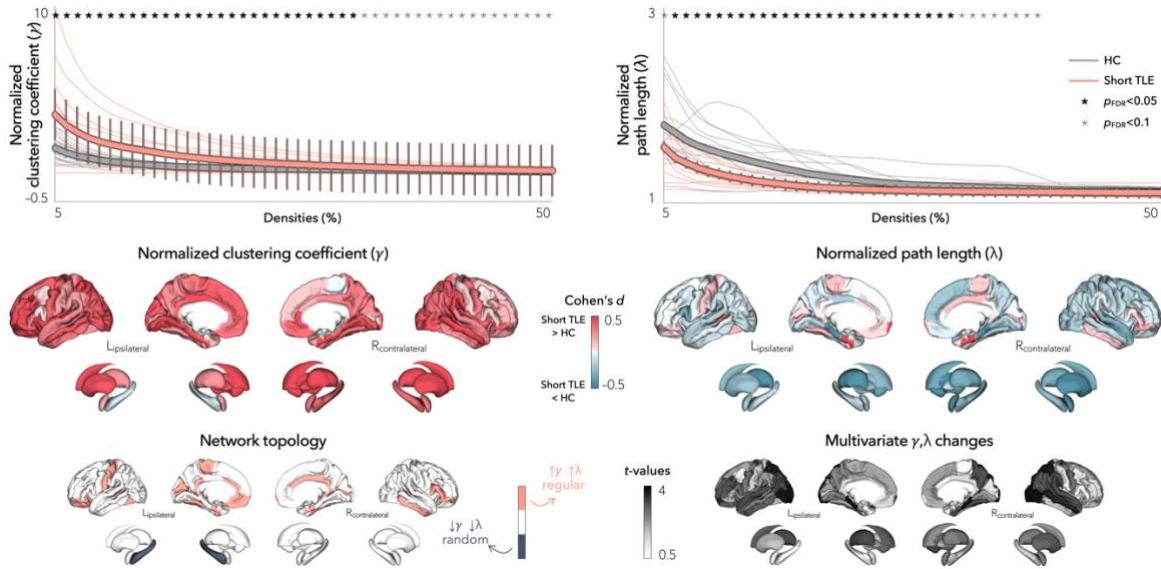 10
Normalized
clustering coefficient (γ)
-0.5
5
50
Densities (%)
3
Normalized
path length (λ)
1
5
50
Densities (%)
HC
Short TLE
★ pFDR<0.05
★ pFDR<0.1
Normalized clustering coefficient (γ)
Lipsilateral
Rcontralateral
Cohen's d
Short TLE
> HC
0.5
Short TLE
< HC
–0.5
Normalized path length (λ)
Lipsilateral
Rcontralateral
Network topology
Lipsilateral
Rcontralateral
↑γ ↑λ
regular
↓γ ↓λ
random
Multivariate γ,λ changes
t-values
4
0.5
Lipsilateral
Rcontralateral